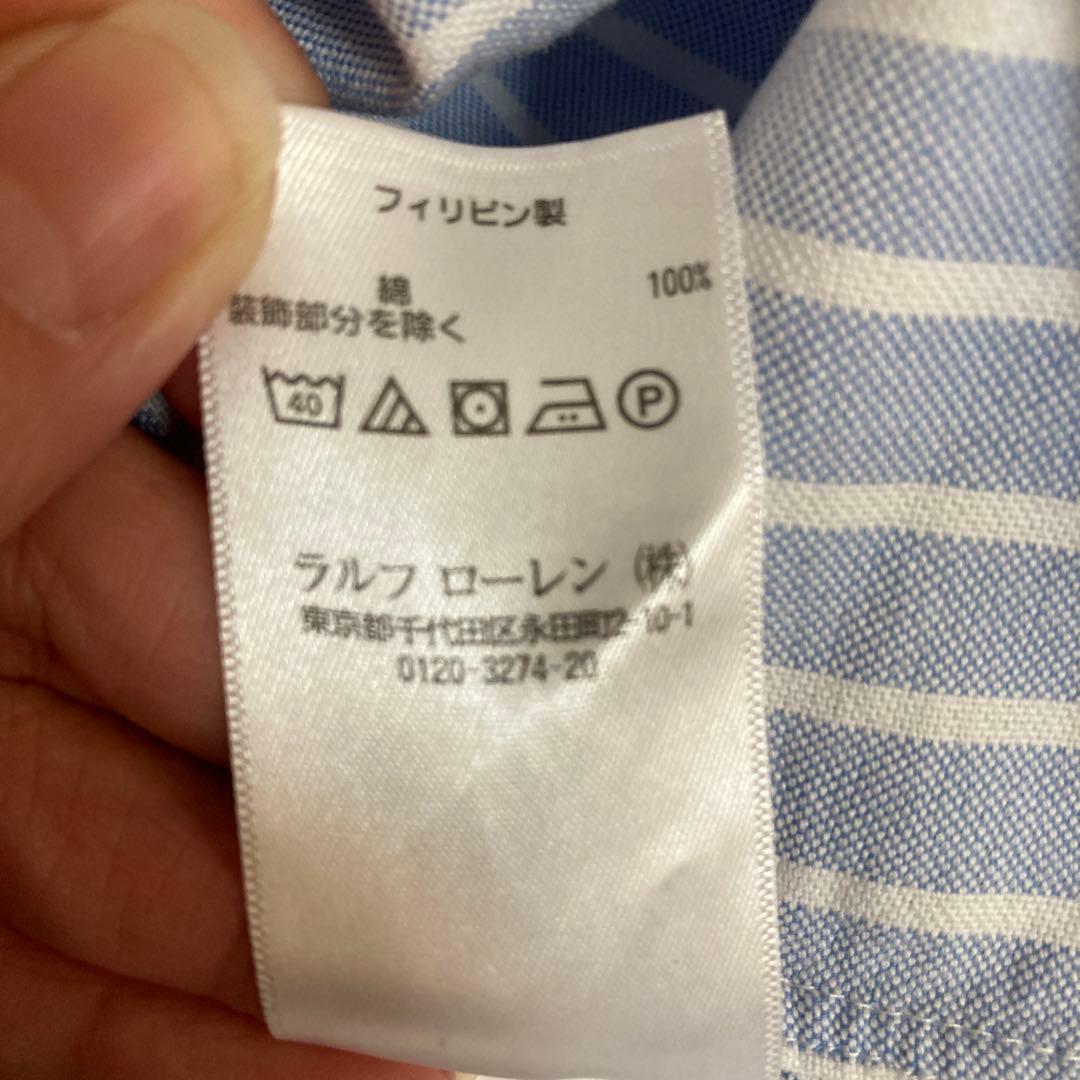 フィリピン製
綿 100%
装飾部分を除く
40 P
ラルフ ローレン (株)
東京都千代田区永田町2-10-1
0120-3274-20